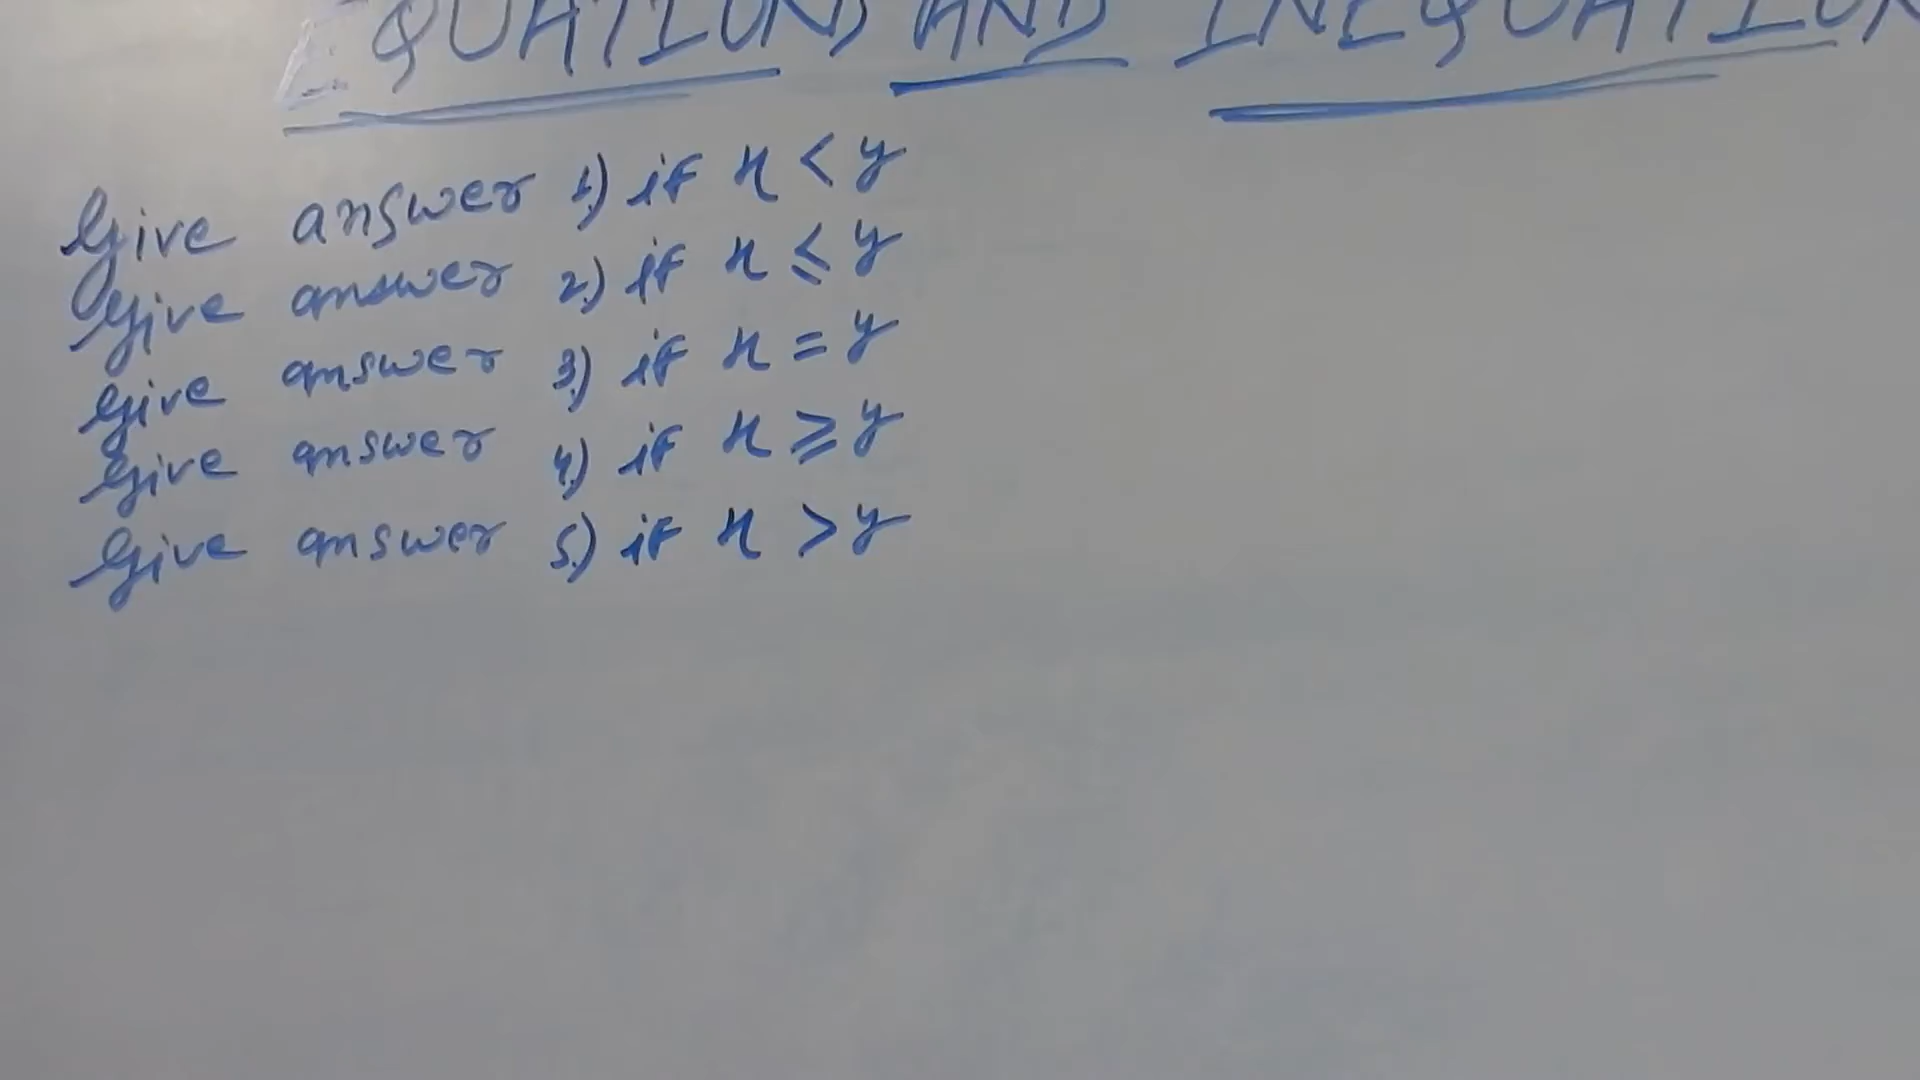 EQUATIONS AND INEQUATION
Give answer 1.) if x < y
Give answer 2.) if x ≤ y
Give answer 3.) if x = y
Give answer 4.) if x ≥ y
Give answer 5.) if x > y